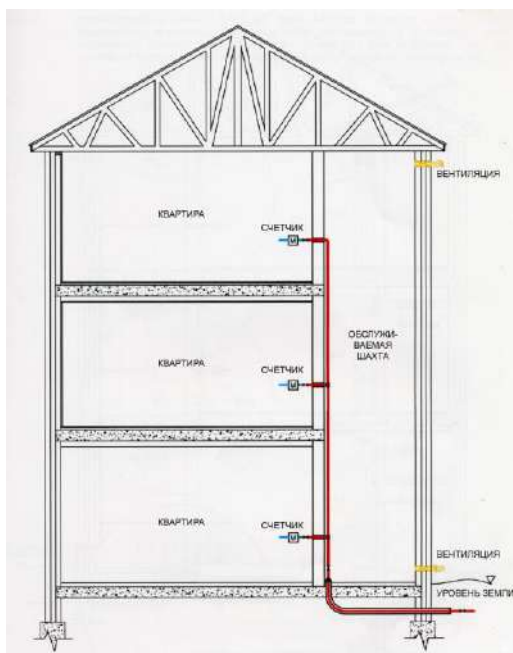 ВЕНТИЛЯЦИЯ
КВАРТИРА
СЧЕТЧИК
М
ОБСЛУЖИ-
ВАЕМАЯ
ШАХТА
КВАРТИРА
СЧЕТЧИК
М
КВАРТИРА
СЧЕТЧИК
М
ВЕНТИЛЯЦИЯ
УРОВЕНЬ ЗЕМЛИ